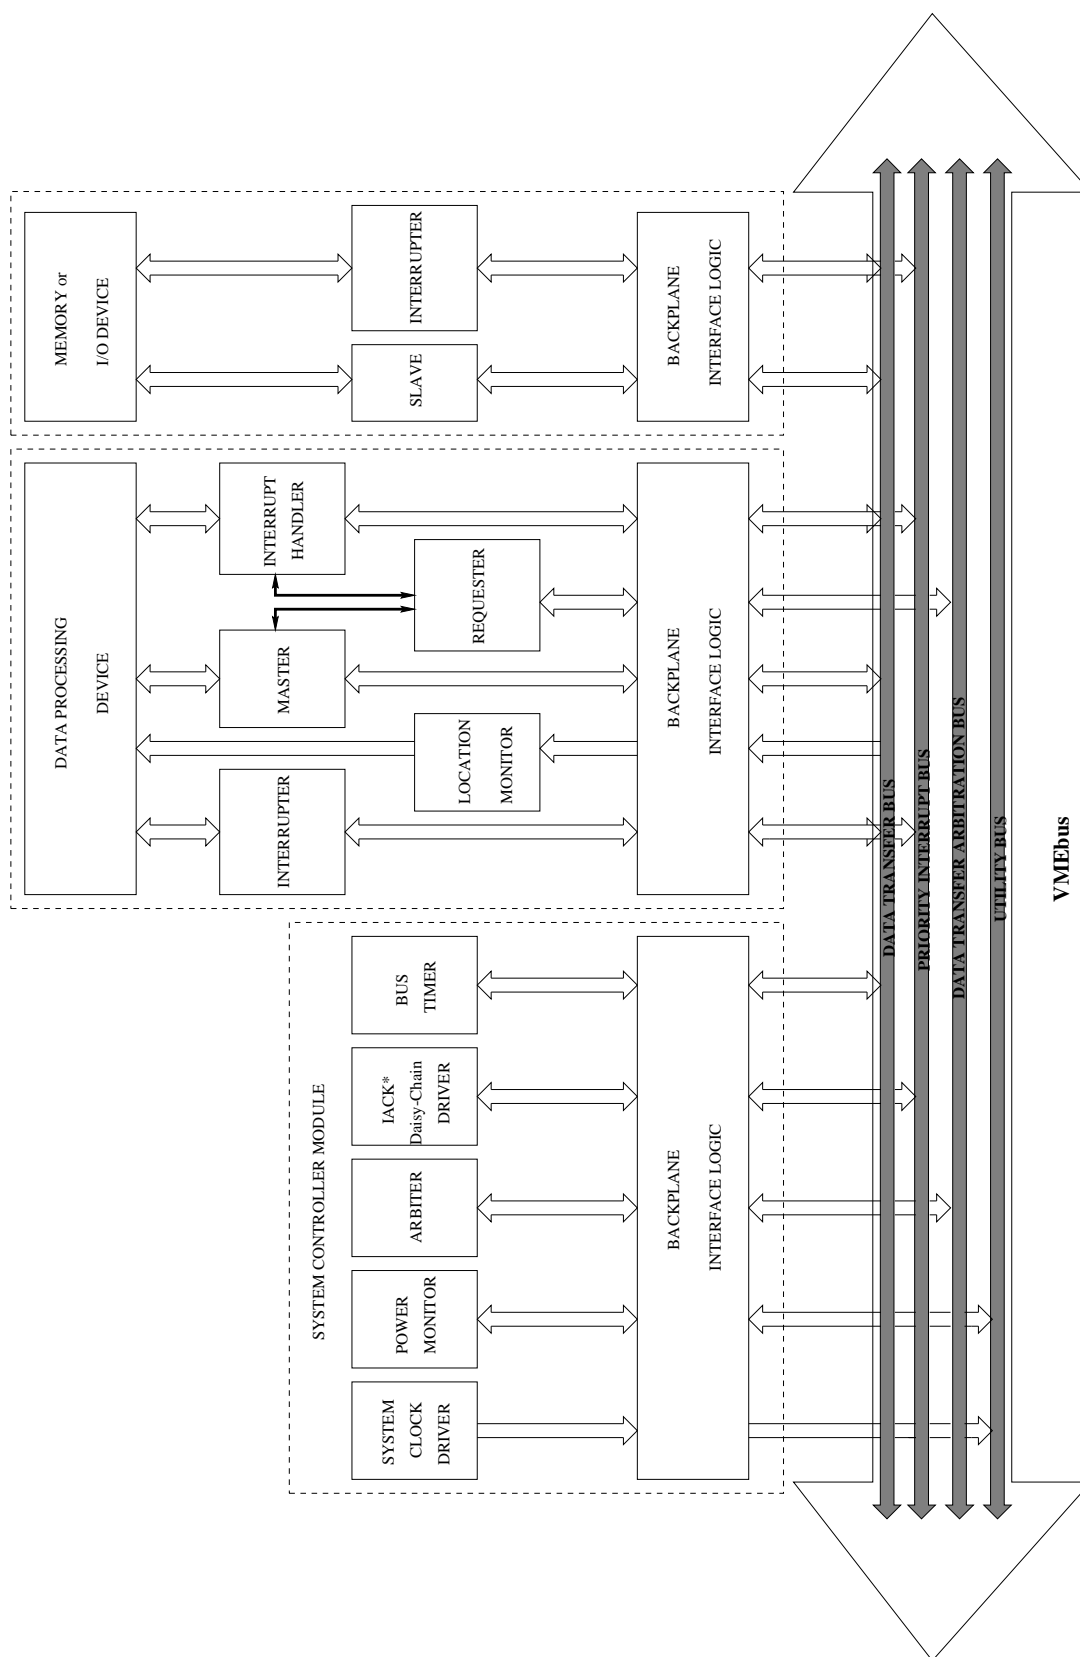 SYSTEM CONTROLLER MODULE
SYSTEM
CLOCK
DRIVER
POWER
MONITOR
ARBITER
IACK*
Daisy-Chain
DRIVER
BUS
TIMER
BACKPLANE
INTERFACE LOGIC
DATA PROCESSING
DEVICE
INTERRUPTER
LOCATION
MONITOR
MASTER
REQUESTER
INTERRUPT
HANDLER
BACKPLANE
INTERFACE LOGIC
MEMORY or
I/O DEVICE
SLAVE
INTERRUPTER
BACKPLANE
INTERFACE LOGIC
DATA TRANSFER BUS
PRIORITY INTERRUPT BUS
DATA TRANSFER ARBITRATION BUS
UTILITY BUS
VMEbus